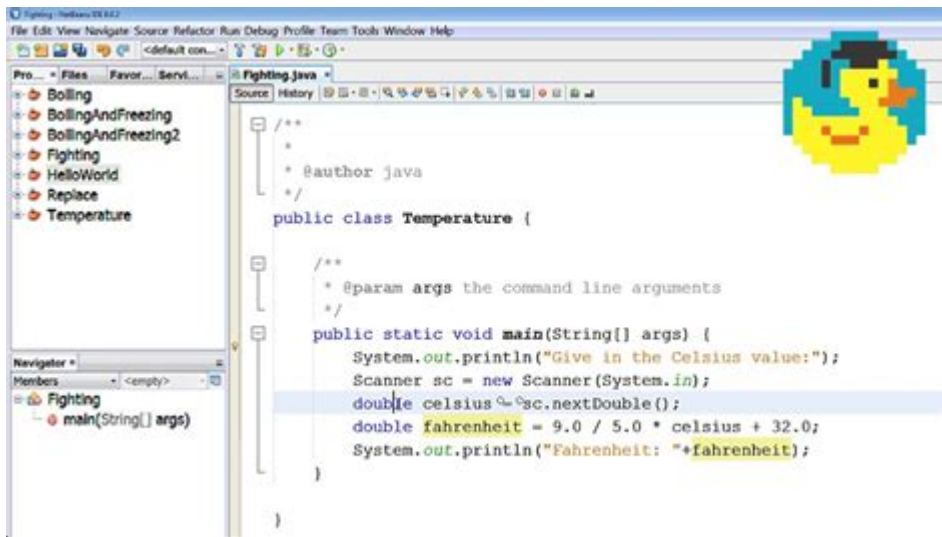 Fighting - NetBeans IDE 8.0.2
File Edit View Navigate Source Refactor Run Debug Profile Team Tools Window Help
<default con...
Pro... Files Favor... Servi...
Fighting.java
Source History
Boiling
BoilingAndFreezing
BoilingAndFreezing2
Fighting
HelloWorld
Replace
Temperature
/**
*
* @author java
*/
public class Temperature {
/**
* @param args the command line arguments
*/
public static void main(String[] args) {
System.out.println("Give in the Celsius value:");
Scanner sc = new Scanner(System.in);
double celsius = sc.nextDouble();
double fahrenheit = 9.0 / 5.0 * celsius + 32.0;
System.out.println("Fahrenheit: "+fahrenheit);
}
}
Navigator
Members <empty>
Fighting
main(String[] args)